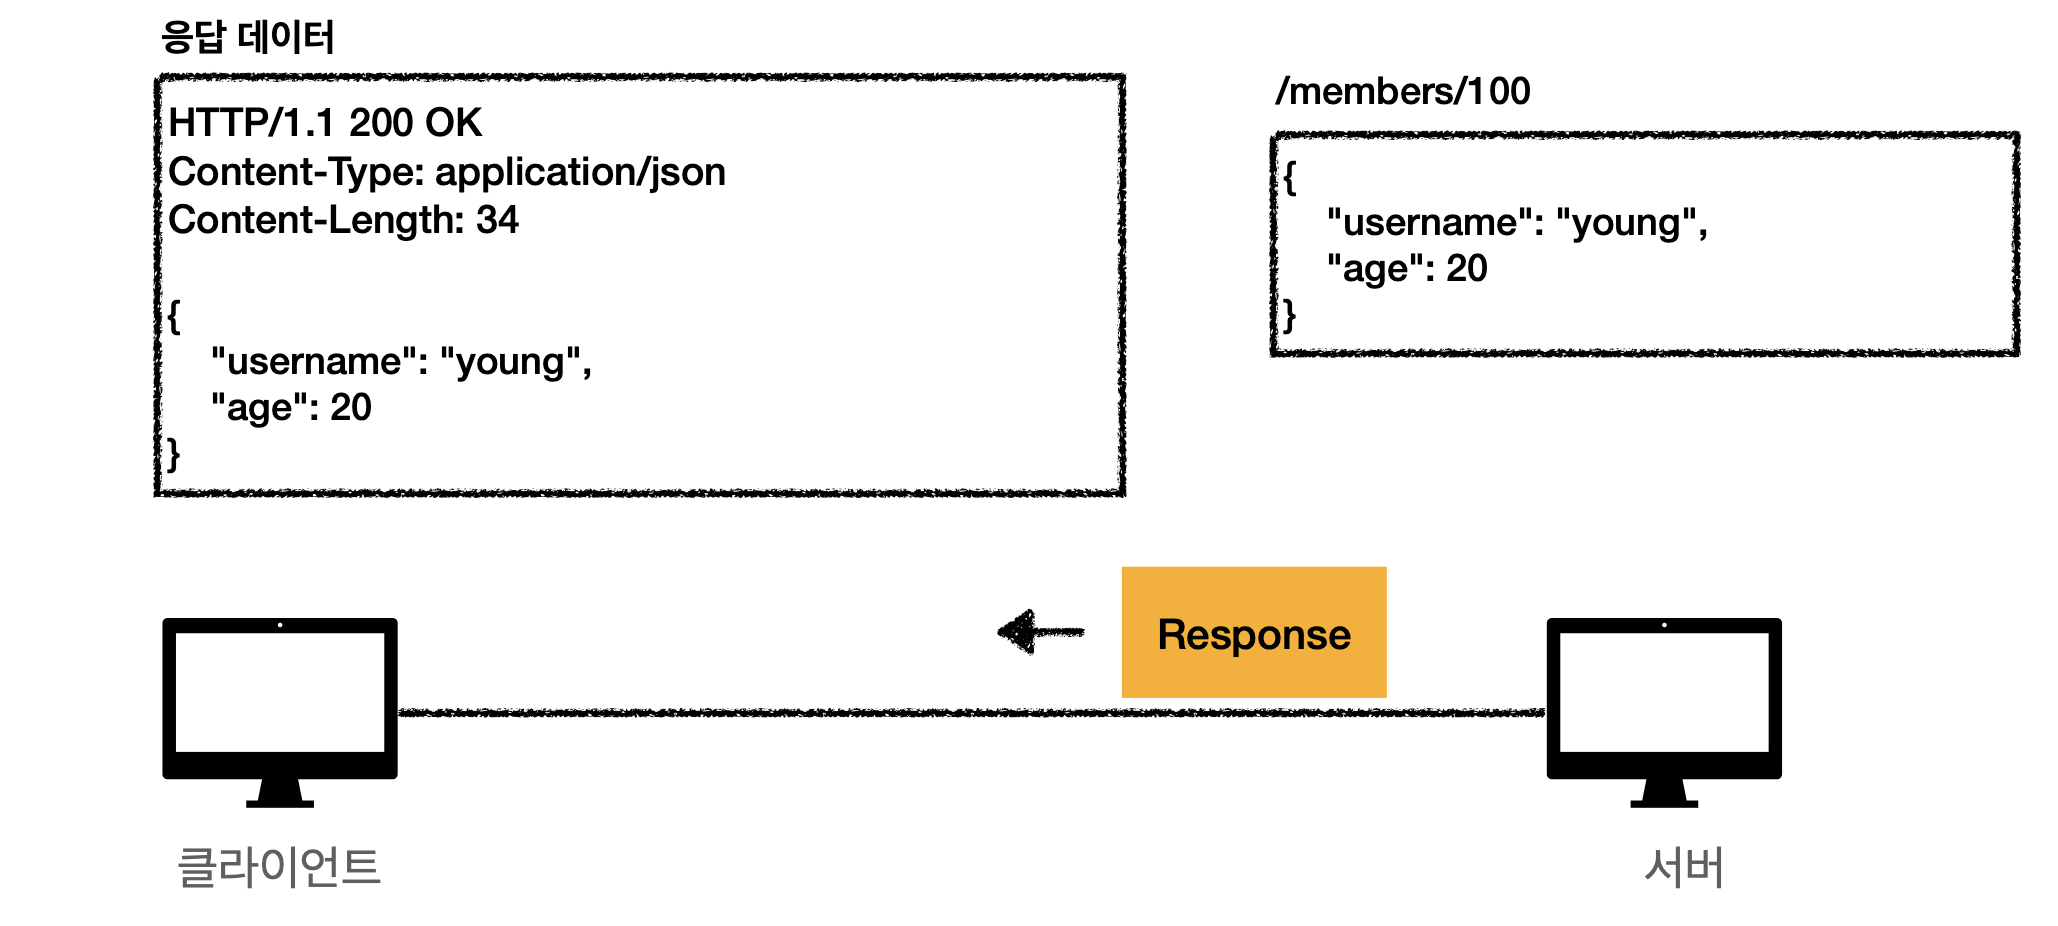 응답 데이터
HTTP/1.1 200 OK
Content-Type: application/json
Content-Length: 34
{
"username": "young",
"age": 20
}
/members/100
{
"username": "young",
"age": 20
}
Response
클라이언트
서버